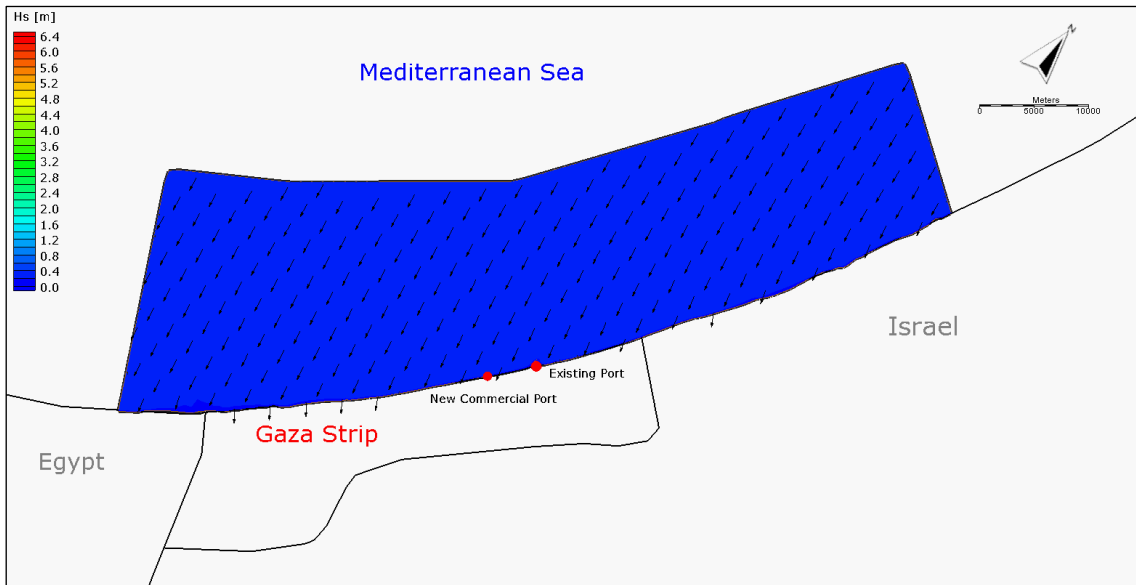 Hs [m]
6.4
6.0
5.6
5.2
4.8
4.4
4.0
3.6
3.2
2.8
2.4
2.0
1.6
1.2
0.8
0.4
0.0
Mediterranean Sea
N
Meters
0 5000 10000
Israel
Existing Port
New Commercial Port
Gaza Strip
Egypt